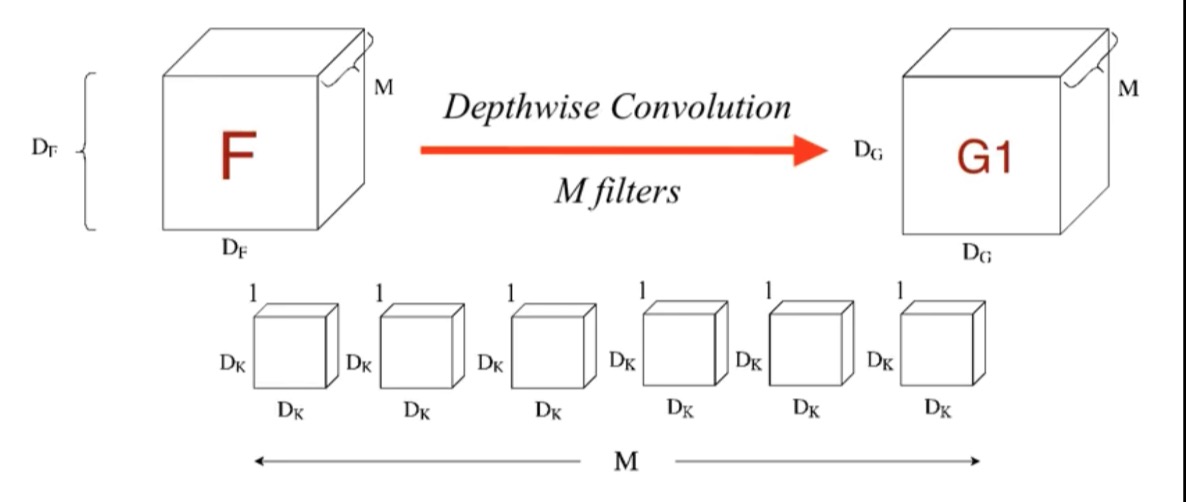 M
M
Depthwise Convolution
D_F
F
D_G
G1
M filters
D_F
D_G
1 1 1 1 1 1
D_K D_K D_K D_K D_K D_K
D_K D_K D_K D_K D_K D_K
M